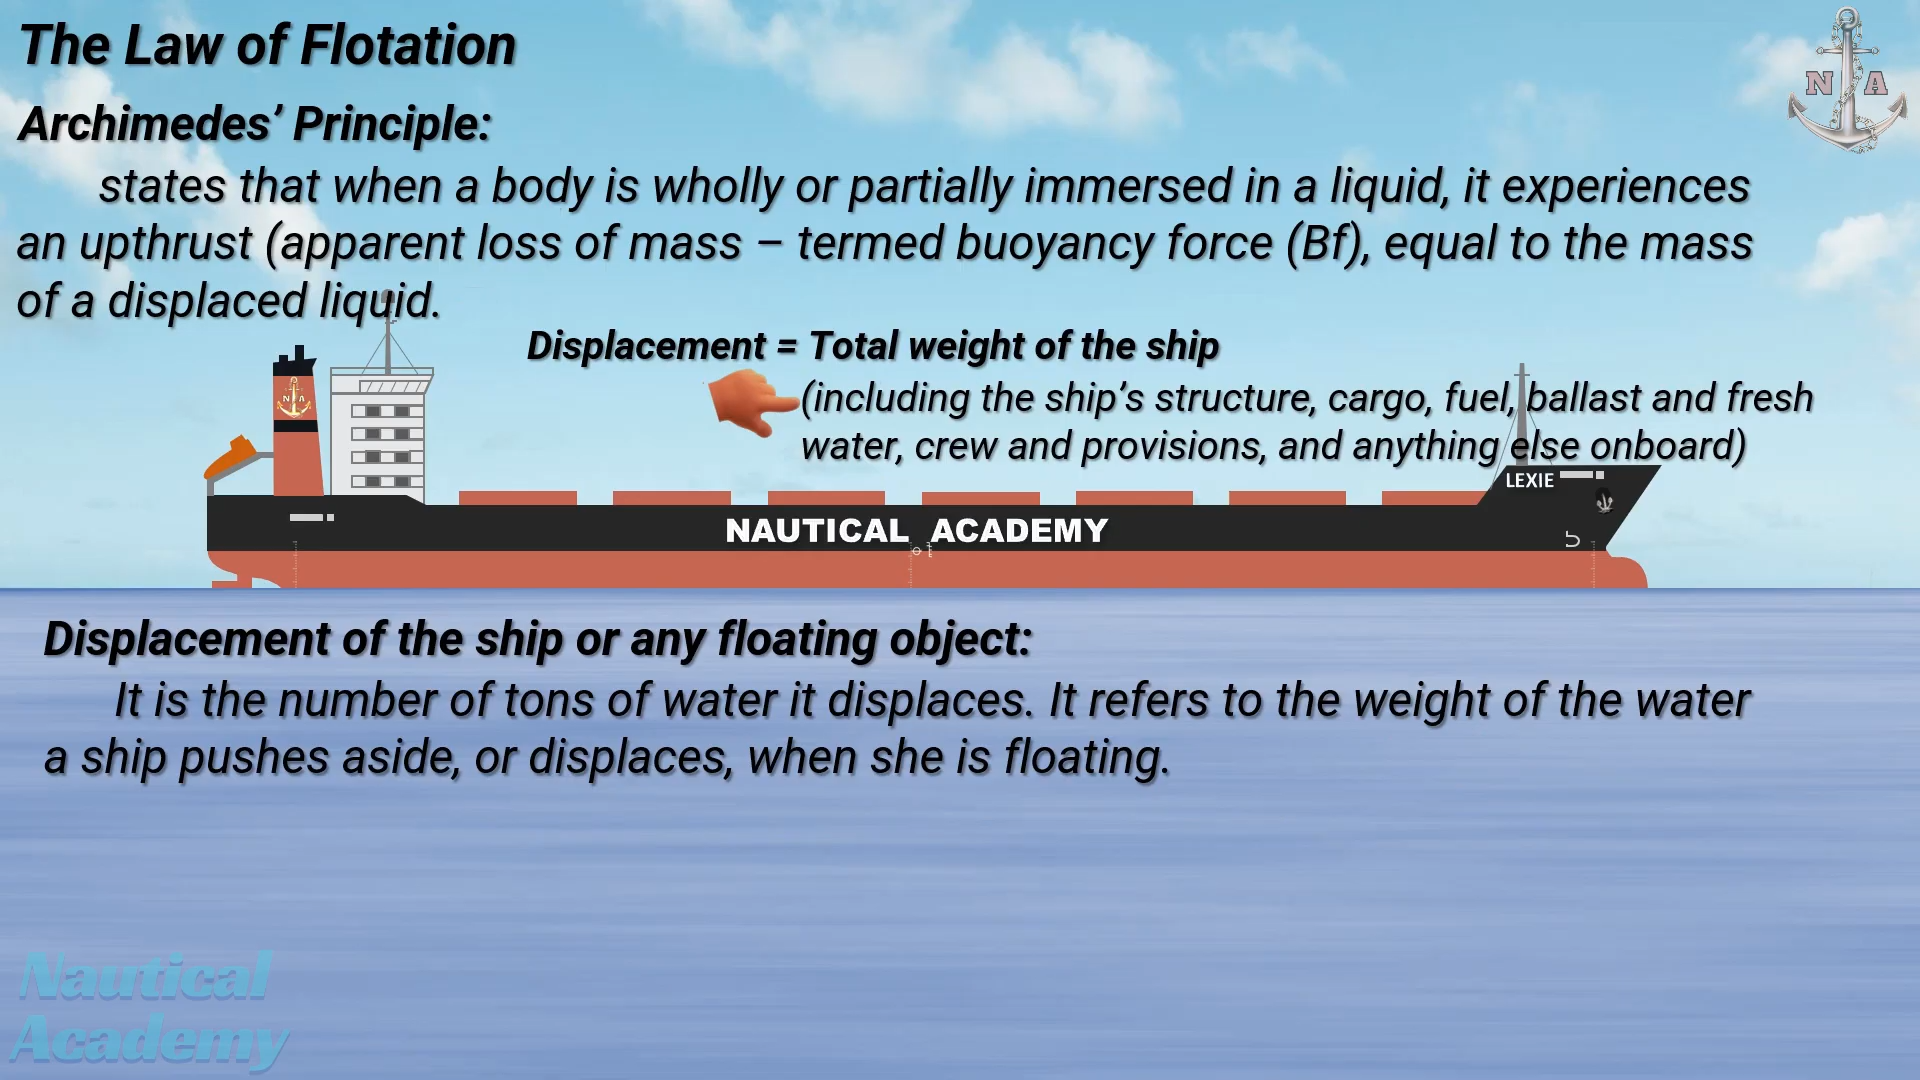 The Law of Flotation
N A
Archimedes’ Principle:
states that when a body is wholly or partially immersed in a liquid, it experiences
an upthrust (apparent loss of mass – termed buoyancy force (Bf), equal to the mass
of a displaced liquid.
Displacement = Total weight of the ship
(including the ship’s structure, cargo, fuel, ballast and fresh
water, crew and provisions, and anything else onboard)
N A
LEXIE
NAUTICAL ACADEMY
Displacement of the ship or any floating object:
It is the number of tons of water it displaces. It refers to the weight of the water
a ship pushes aside, or displaces, when she is floating.
Nautical
Academy